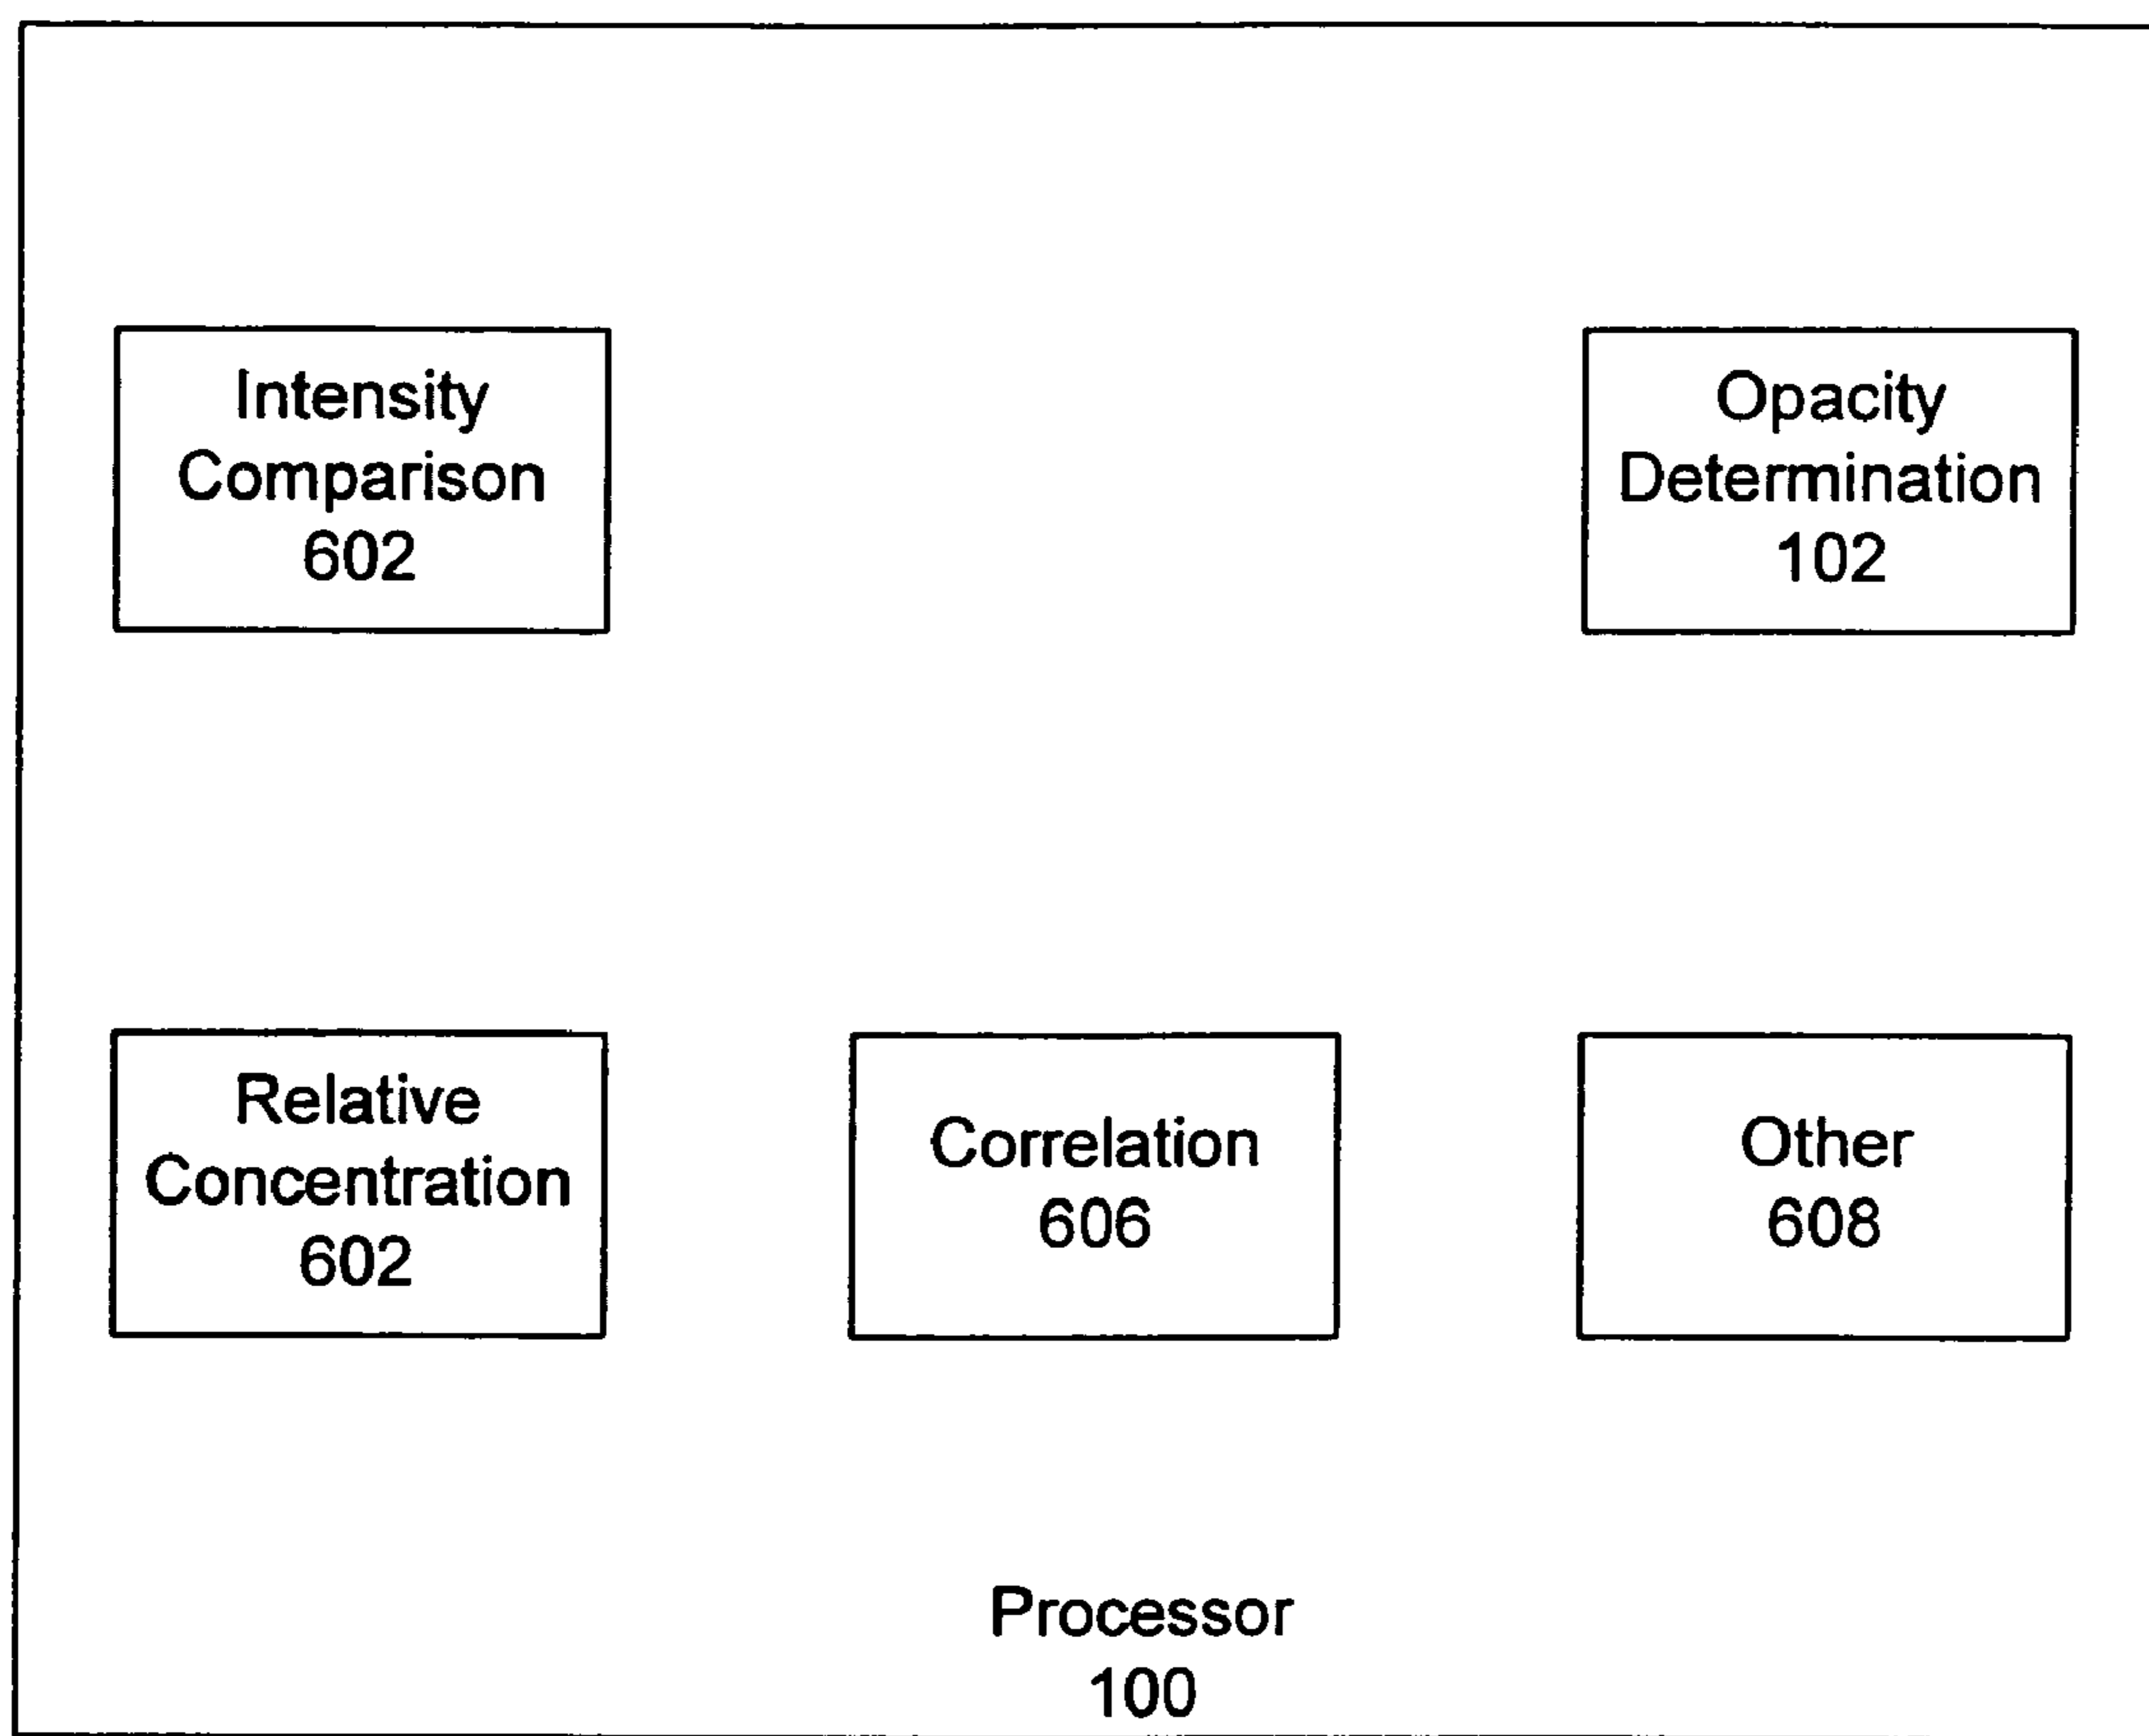 Intensity
Comparison
602
Opacity
Determination
102
Relative
Concentration
602
Correlation
606
Other
608
Processor
100